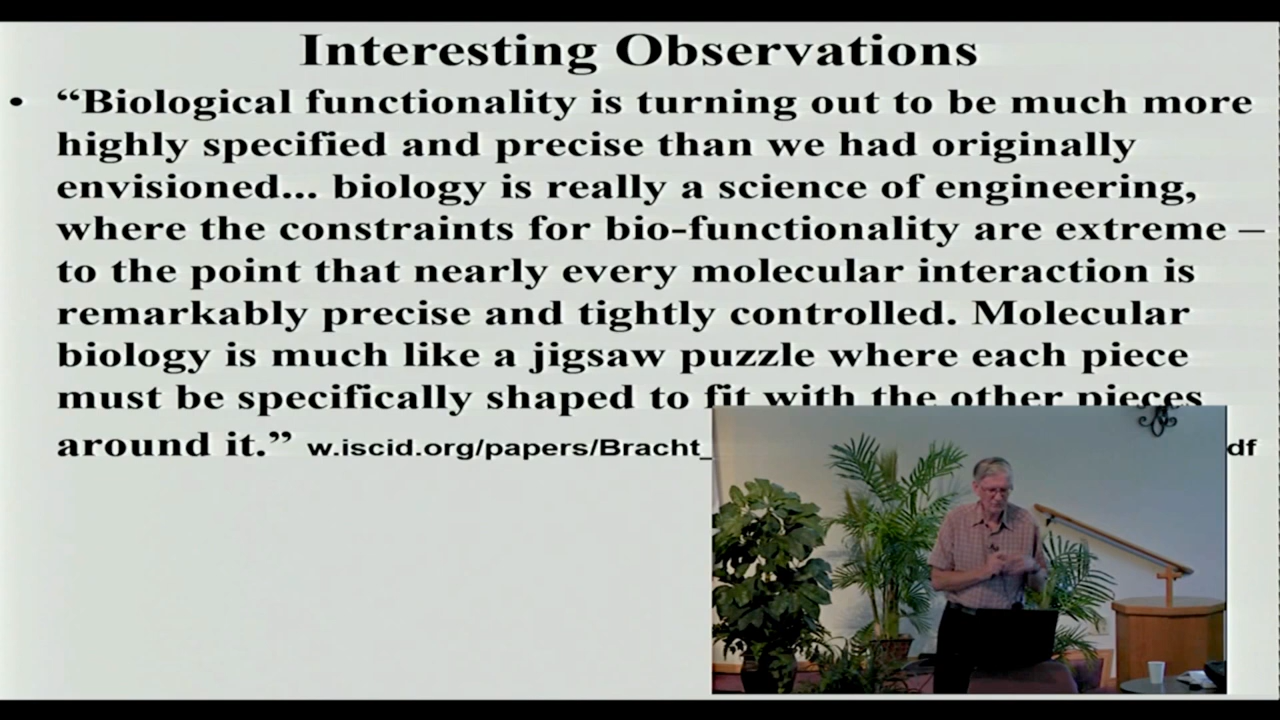 Interesting Observations
• “Biological functionality is turning out to be much more
highly specified and precise than we had originally
envisioned... biology is really a science of engineering,
where the constraints for bio-functionality are extreme –
to the point that nearly every molecular interaction is
remarkably precise and tightly controlled. Molecular
biology is much like a jigsaw puzzle where each piece
must be specifically shaped to fit with the other pieces
around it.” w.iscid.org/papers/Bracht_ df